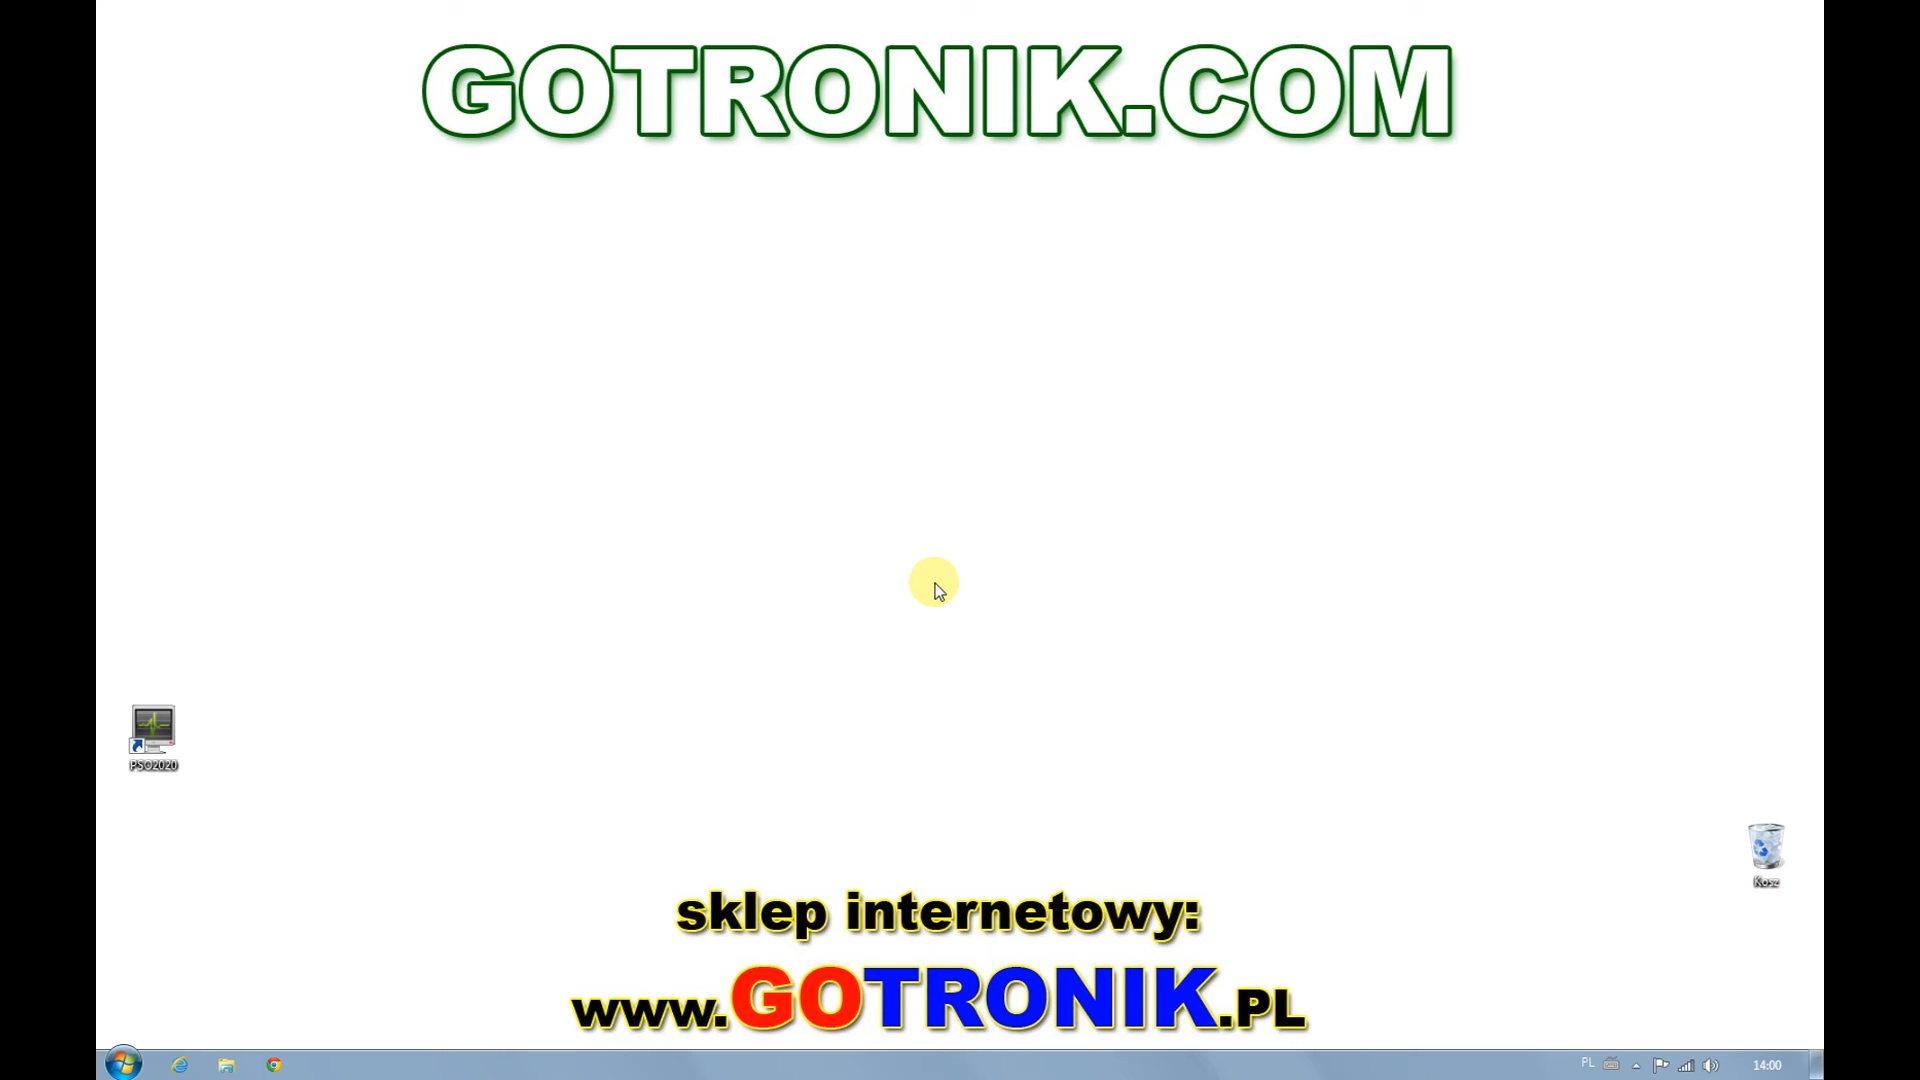 GOTRONIK.COM
PSO2020
Kosz
sklep internetowy:
www.GOTRONIK.PL
PL
14:00